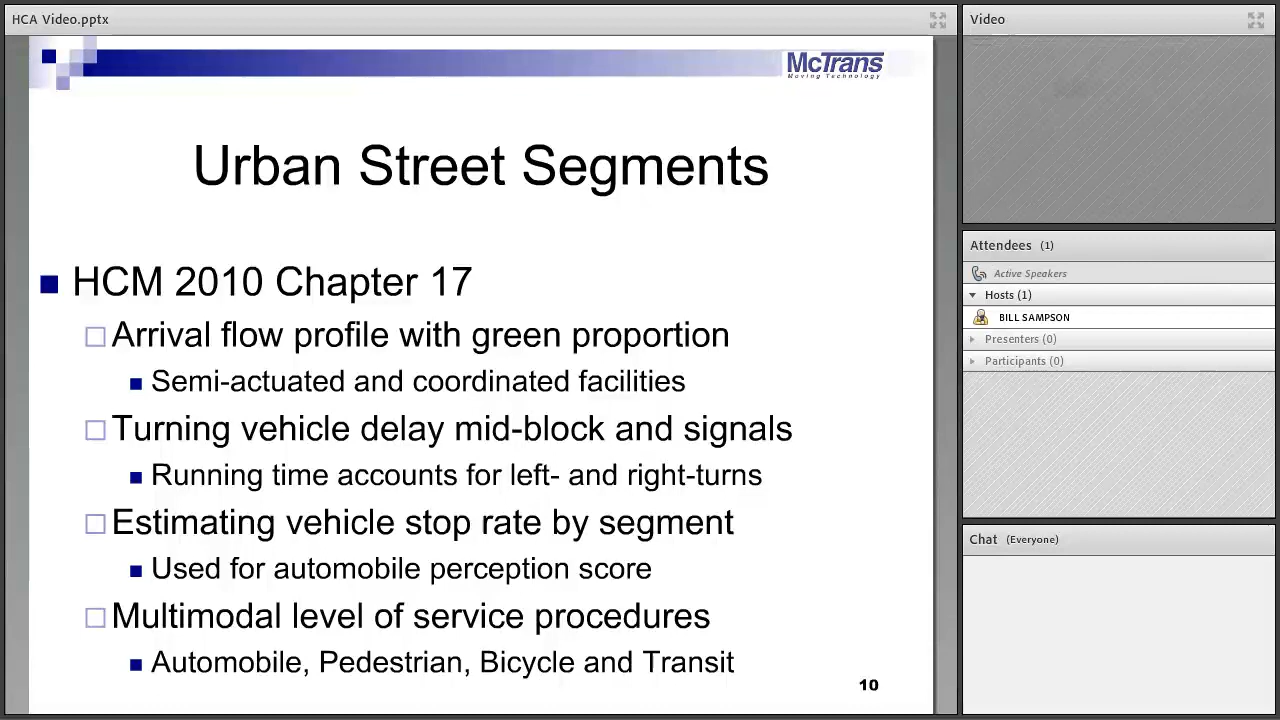 HCA Video.pptx
McTrans
Moving Technology
Urban Street Segments
HCM 2010 Chapter 17
Arrival flow profile with green proportion
Semi-actuated and coordinated facilities
Turning vehicle delay mid-block and signals
Running time accounts for left- and right-turns
Estimating vehicle stop rate by segment
Used for automobile perception score
Multimodal level of service procedures
Automobile, Pedestrian, Bicycle and Transit
10
Video
Attendees (1)
Active Speakers
Hosts (1)
BILL SAMPSON
Presenters (0)
Participants (0)
Chat (Everyone)